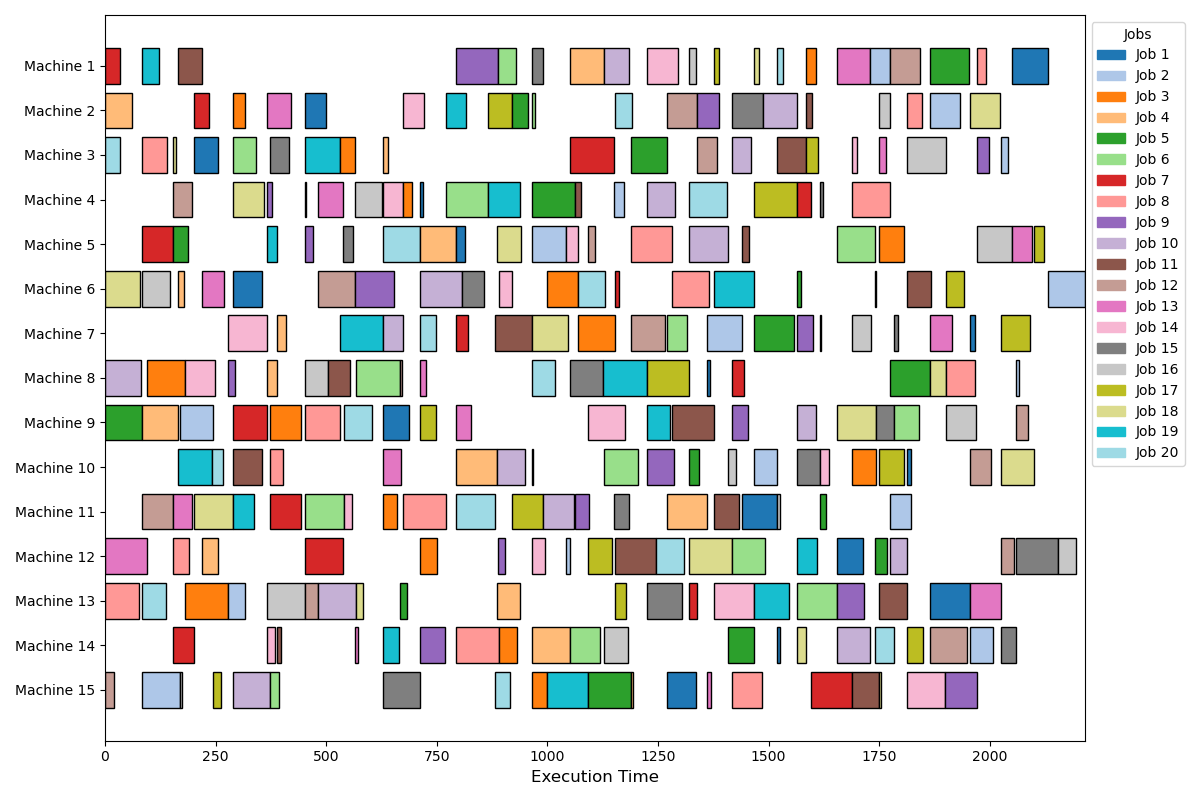 Machine 1
Machine 2
Machine 3
Machine 4
Machine 5
Machine 6
Machine 7
Machine 8
Machine 9
Machine 10
Machine 11
Machine 12
Machine 13
Machine 14
Machine 15
0 250 500 750 1000 1250 1500 1750 2000
Execution Time
Jobs
Job 1
Job 2
Job 3
Job 4
Job 5
Job 6
Job 7
Job 8
Job 9
Job 10
Job 11
Job 12
Job 13
Job 14
Job 15
Job 16
Job 17
Job 18
Job 19
Job 20